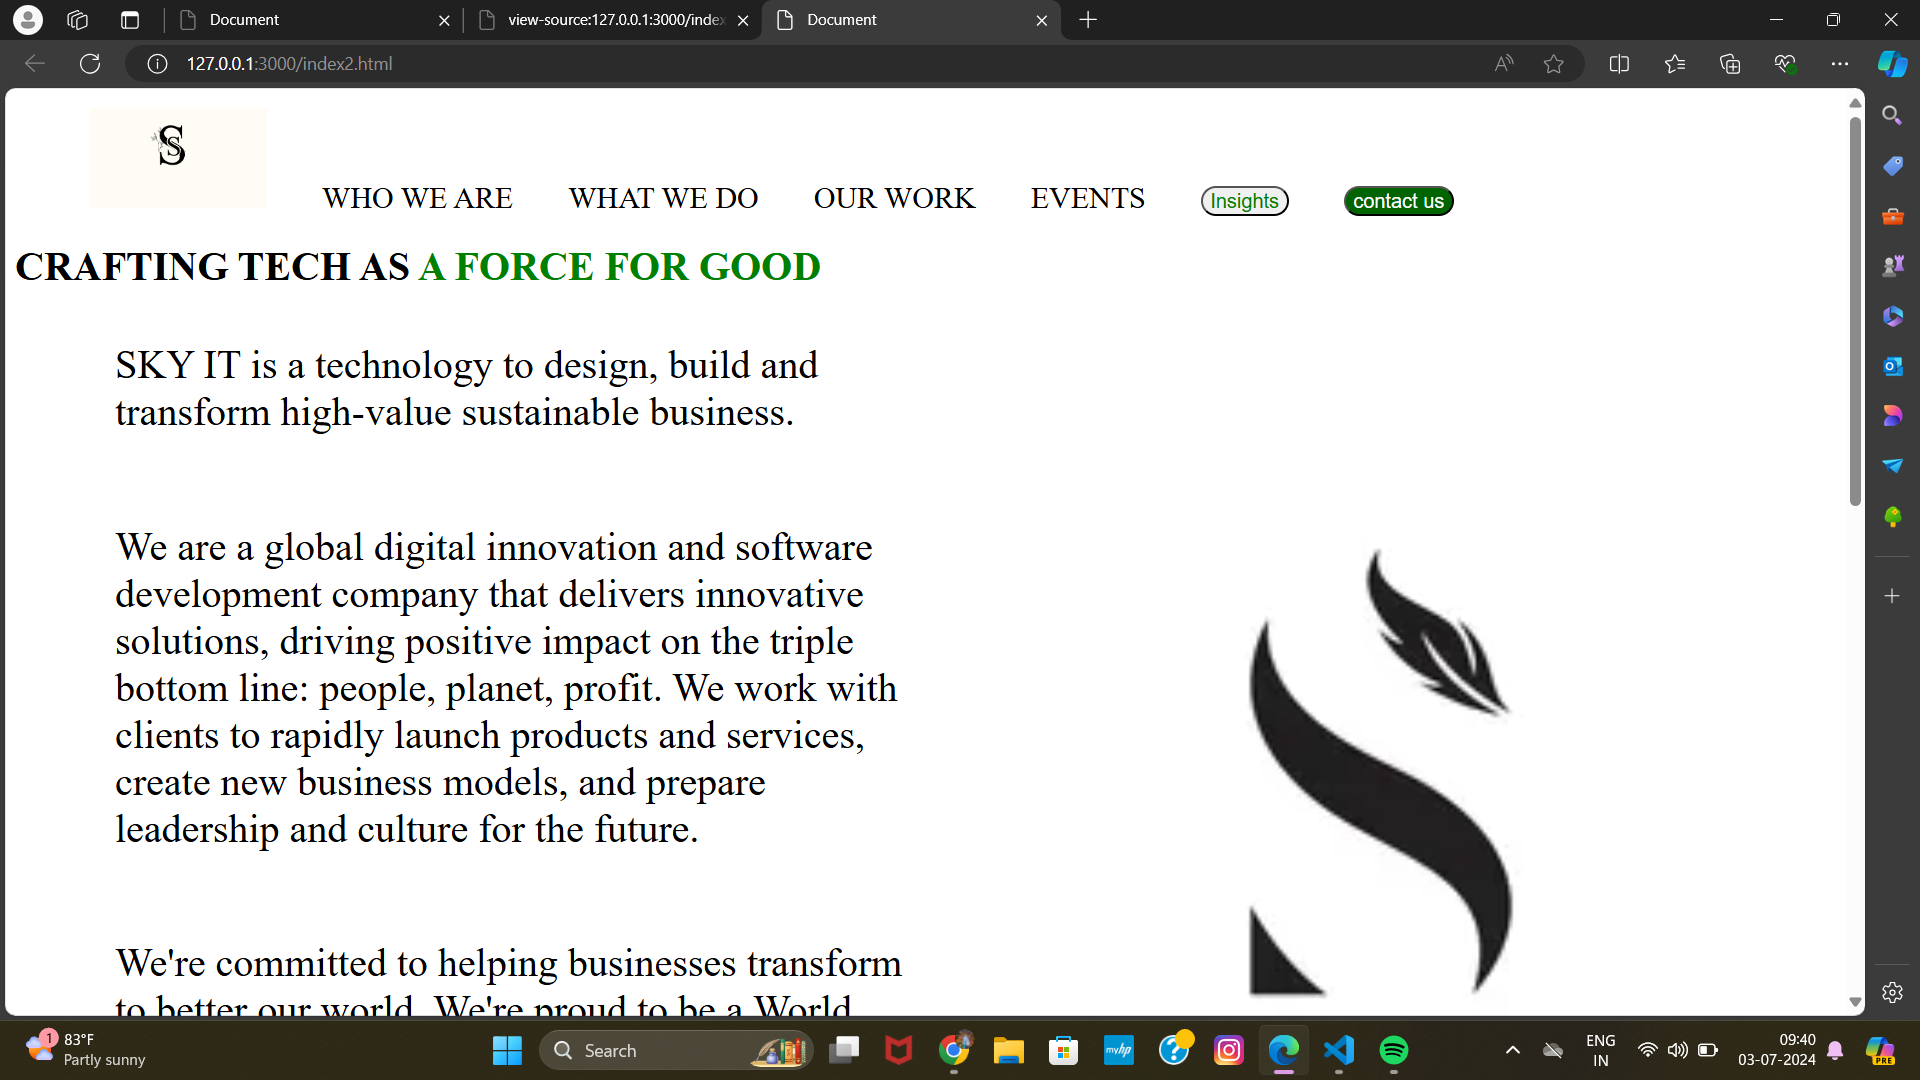 Document
view-source:127.0.0.1:3000/index
Document
127.0.0.1:3000/index2.html
S
S
WHO WE ARE
WHAT WE DO
OUR WORK
EVENTS
Insights
contact us
CRAFTING TECH AS A FORCE FOR GOOD
SKY IT is a technology to design, build and
transform high-value sustainable business.
We are a global digital innovation and software
development company that delivers innovative
solutions, driving positive impact on the triple
bottom line: people, planet, profit. We work with
clients to rapidly launch products and services,
create new business models, and prepare
leadership and culture for the future.
We're committed to helping businesses transform
to better our world. We're proud to be a World
1
83°F
Partly sunny
Search
myhp
ENG
IN
09:40
03-07-2024
PRE